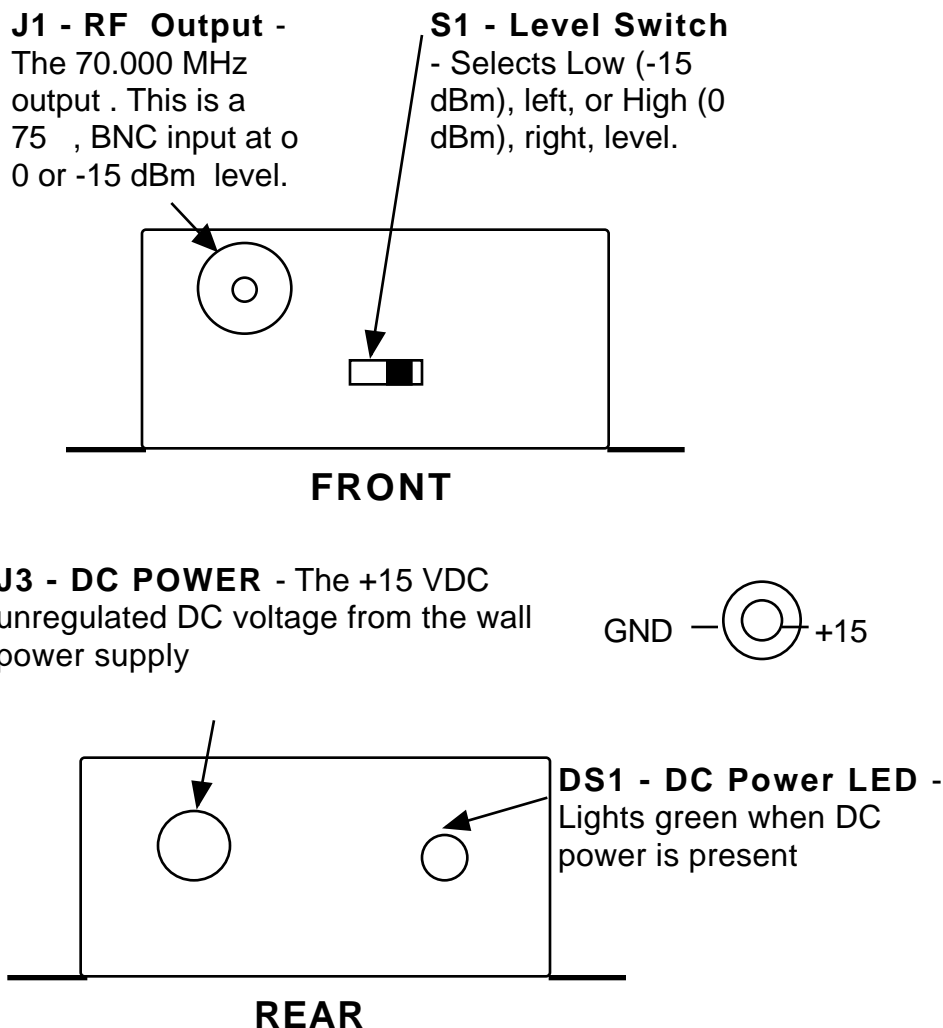 J1 - RF Output -
The 70.000 MHz
output . This is a
75 , BNC input at o
0 or -15 dBm level.
S1 - Level Switch
- Selects Low (-15
dBm), left, or High (0
dBm), right, level.
FRONT
J3 - DC POWER - The +15 VDC
unregulated DC voltage from the wall
power supply
GND
+15
DS1 - DC Power LED -
Lights green when DC
power is present
REAR